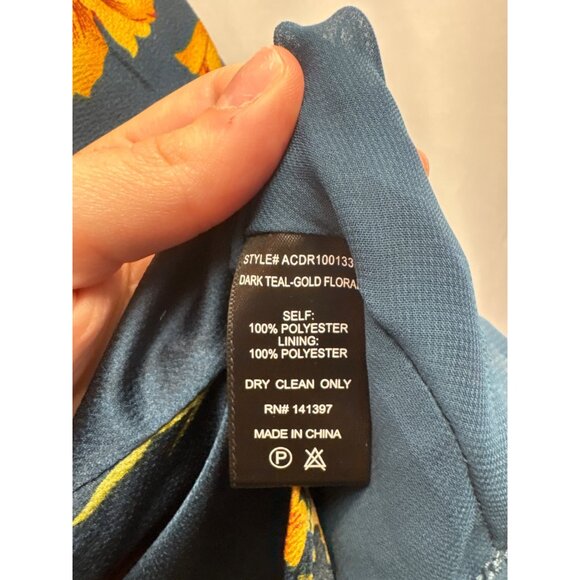 STYLE# ACDR100133
DARK TEAL-GOLD FLORA
SELF:
100% POLYESTER
LINING:
100% POLYESTER
DRY CLEAN ONLY
RN# 141397
MADE IN CHINA
P